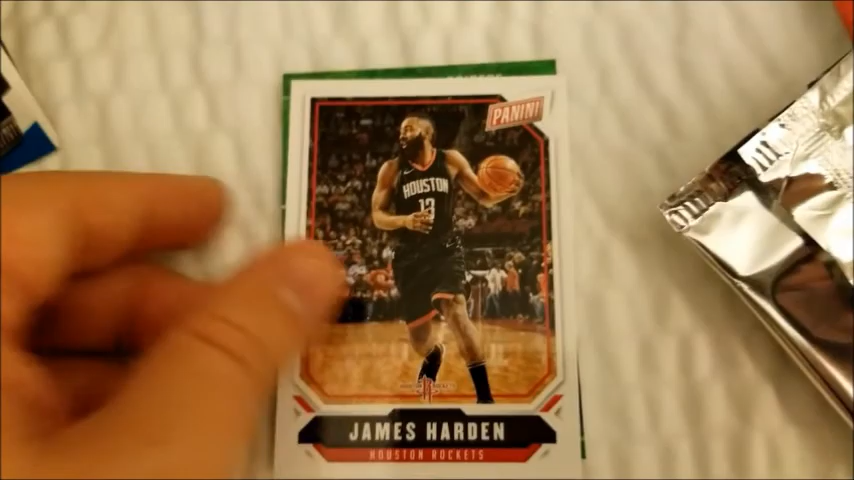 PANINI
HOUSTON
13
JAMES HARDEN
HOUSTON ROCKETS